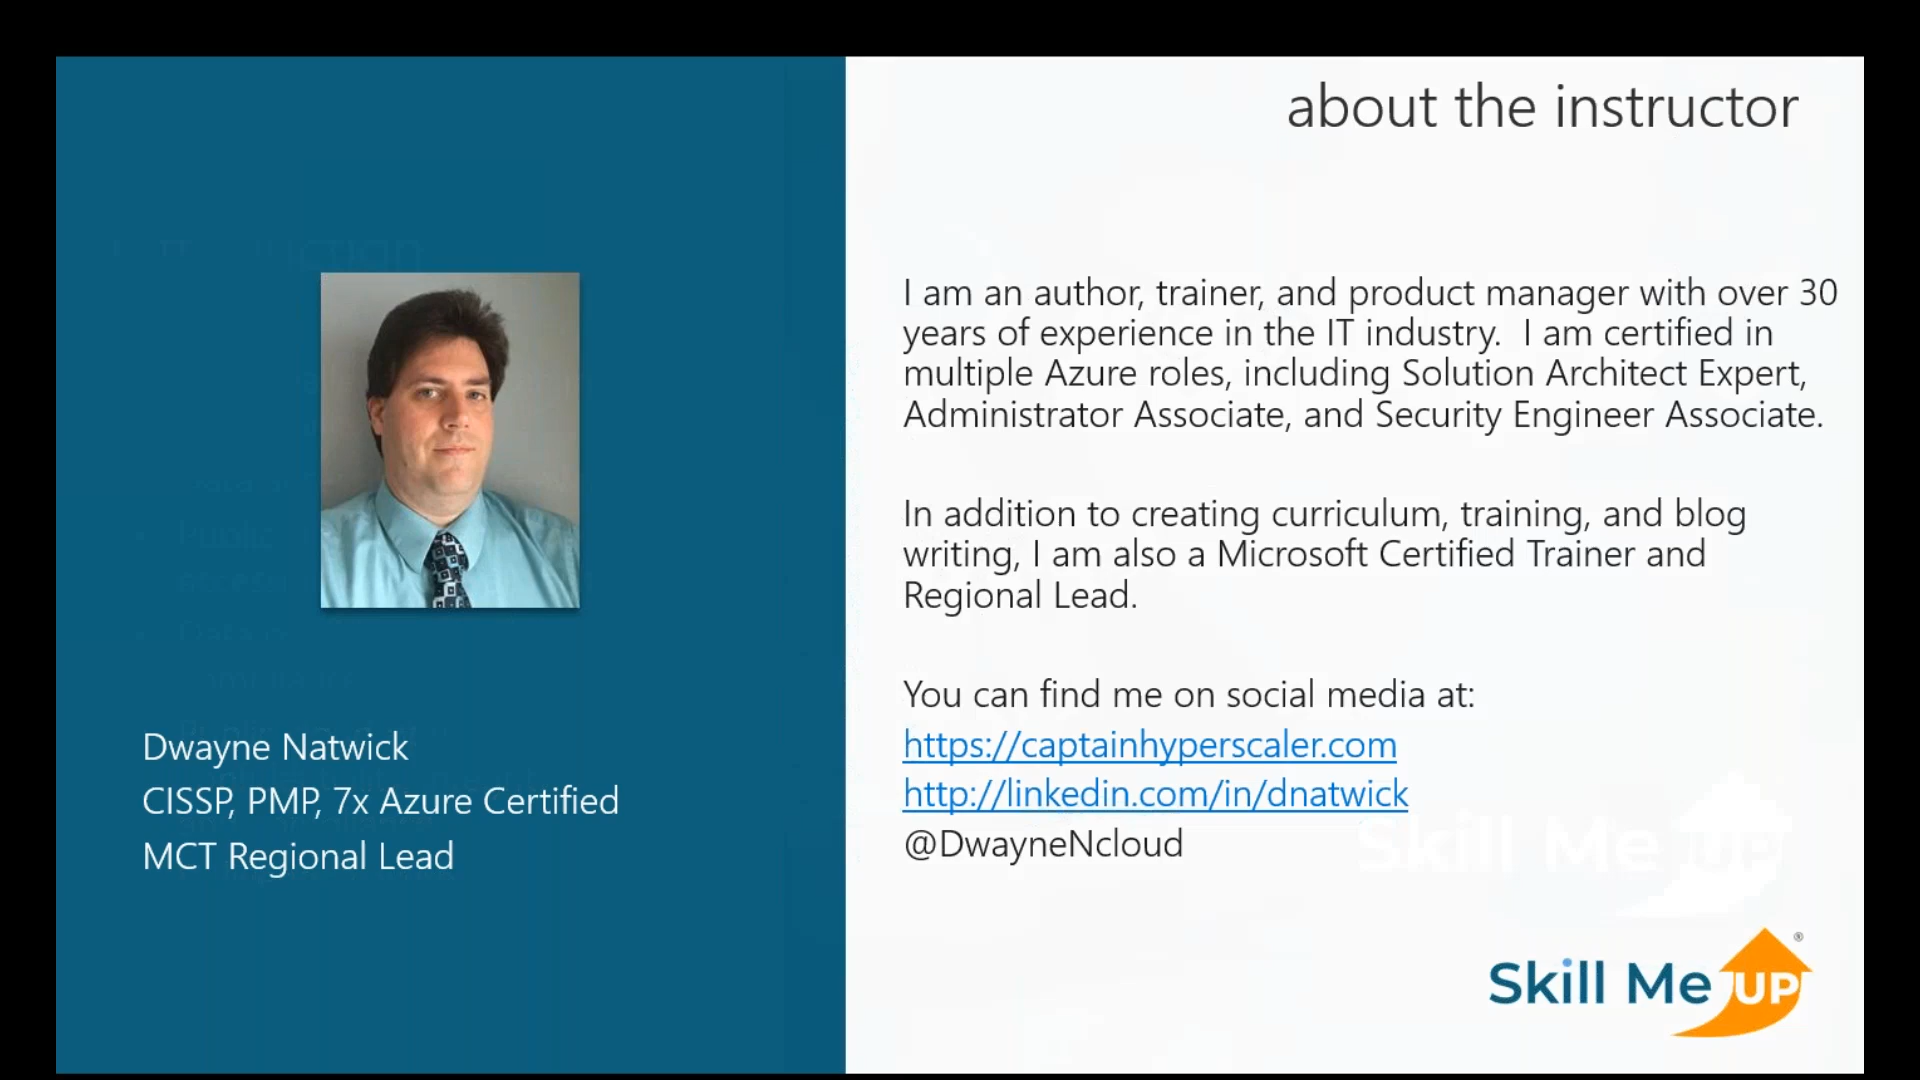 about the instructor
I am an author, trainer, and product manager with over 30
years of experience in the IT industry.  I am certified in
multiple Azure roles, including Solution Architect Expert,
Administrator Associate, and Security Engineer Associate.
In addition to creating curriculum, training, and blog
writing, I am also a Microsoft Certified Trainer and
Regional Lead.
You can find me on social media at:
https://captainhyperscaler.com
http://linkedin.com/in/dnatwick
@DwayneNcloud
Dwayne Natwick
CISSP, PMP, 7x Azure Certified
MCT Regional Lead
Skill Me UP
Skill Me UP®